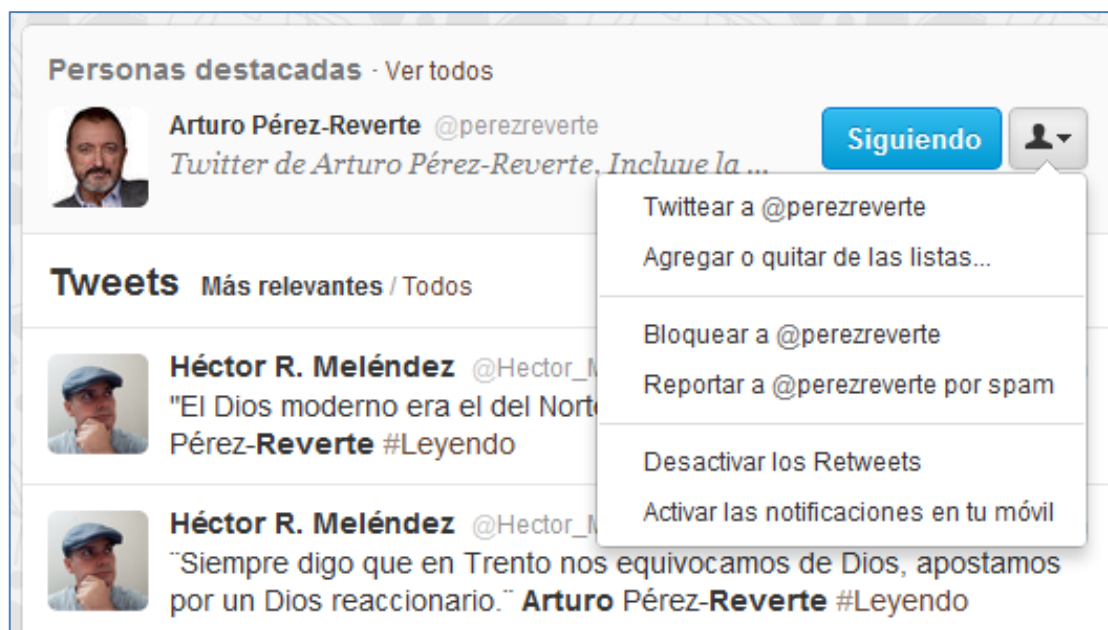 Personas destacadas · Ver todos
Arturo Pérez-Reverte @perezreverte
Twitter de Arturo Pérez-Reverte, Incluye la ...
Siguiendo
Twittear a @perezreverte
Agregar o quitar de las listas...
Bloquear a @perezreverte
Reportar a @perezreverte por spam
Desactivar los Retweets
Activar las notificaciones en tu móvil
Tweets Más relevantes / Todos
Héctor R. Meléndez @Hector_M
"El Dios moderno era el del Norte
Pérez-Reverte #Leyendo
Héctor R. Meléndez @Hector_M
¨Siempre digo que en Trento nos equivocamos de Dios, apostamos
por un Dios reaccionario.¨ Arturo Pérez-Reverte #Leyendo